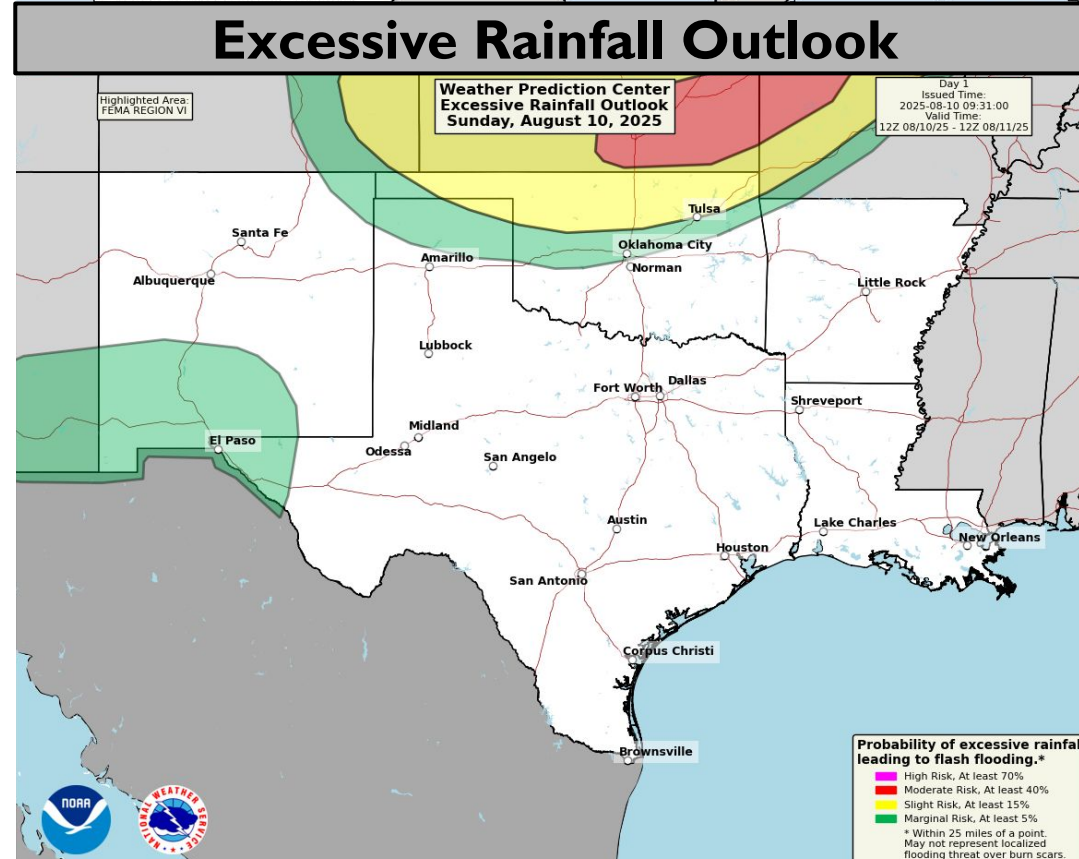 Excessive Rainfall Outlook
Highlighted Area:
FEMA REGION VI
Weather Prediction Center
Excessive Rainfall Outlook
Sunday, August 10, 2025
Day 1
Issued Time:
2025-08-10 09:31:00
Valid Time:
12Z 08/10/25 - 12Z 08/11/25
Tulsa
Santa Fe
Oklahoma City
Amarillo
Norman
Albuquerque
Little Rock
Lubbock
Fort Worth
Dallas
Shreveport
Midland
El Paso
Odessa
San Angelo
Austin
Lake Charles
New Orleans
Houston
San Antonio
Corpus Christi
Brownsville
Probability of excessive rainfal
leading to flash flooding.*
High Risk, At least 70%
Moderate Risk, At least 40%
Slight Risk, At least 15%
Marginal Risk, At least 5%
* Within 25 miles of a point.
May not represent localized
flooding threat over burn scars.
NOAA
NATIONAL WEATHER SERVICE